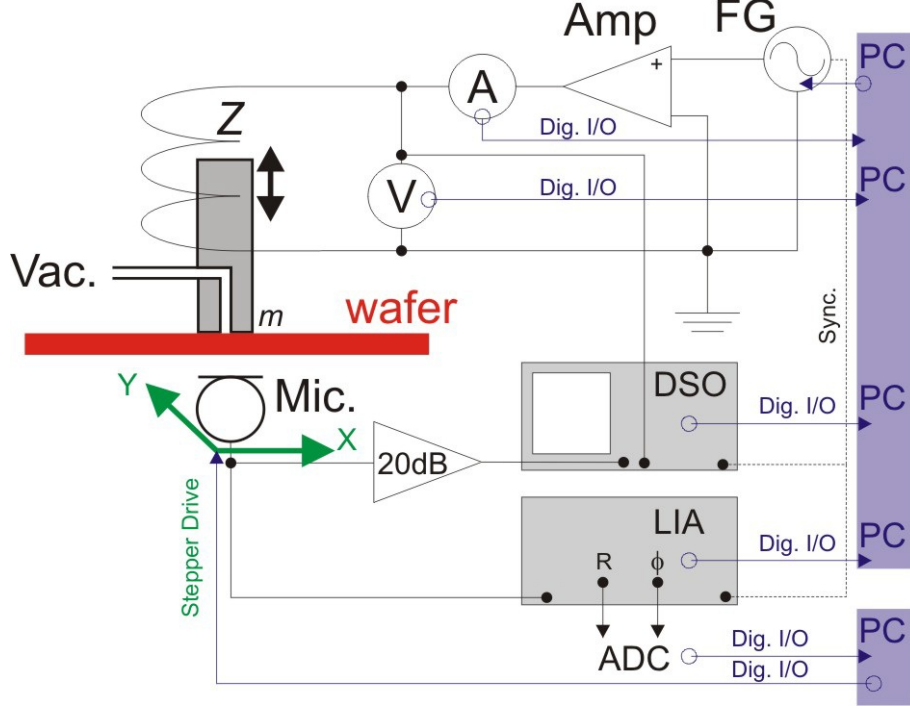 Amp
FG
PC
+
A
Z
Dig. I/O
PC
V
Dig. I/O
Vac.
m
wafer
Sync.
Y
Mic.
DSO
PC
X
Dig. I/O
20dB
Stepper Drive
LIA
PC
R
ϕ
Dig. I/O
PC
ADC
Dig. I/O
Dig. I/O